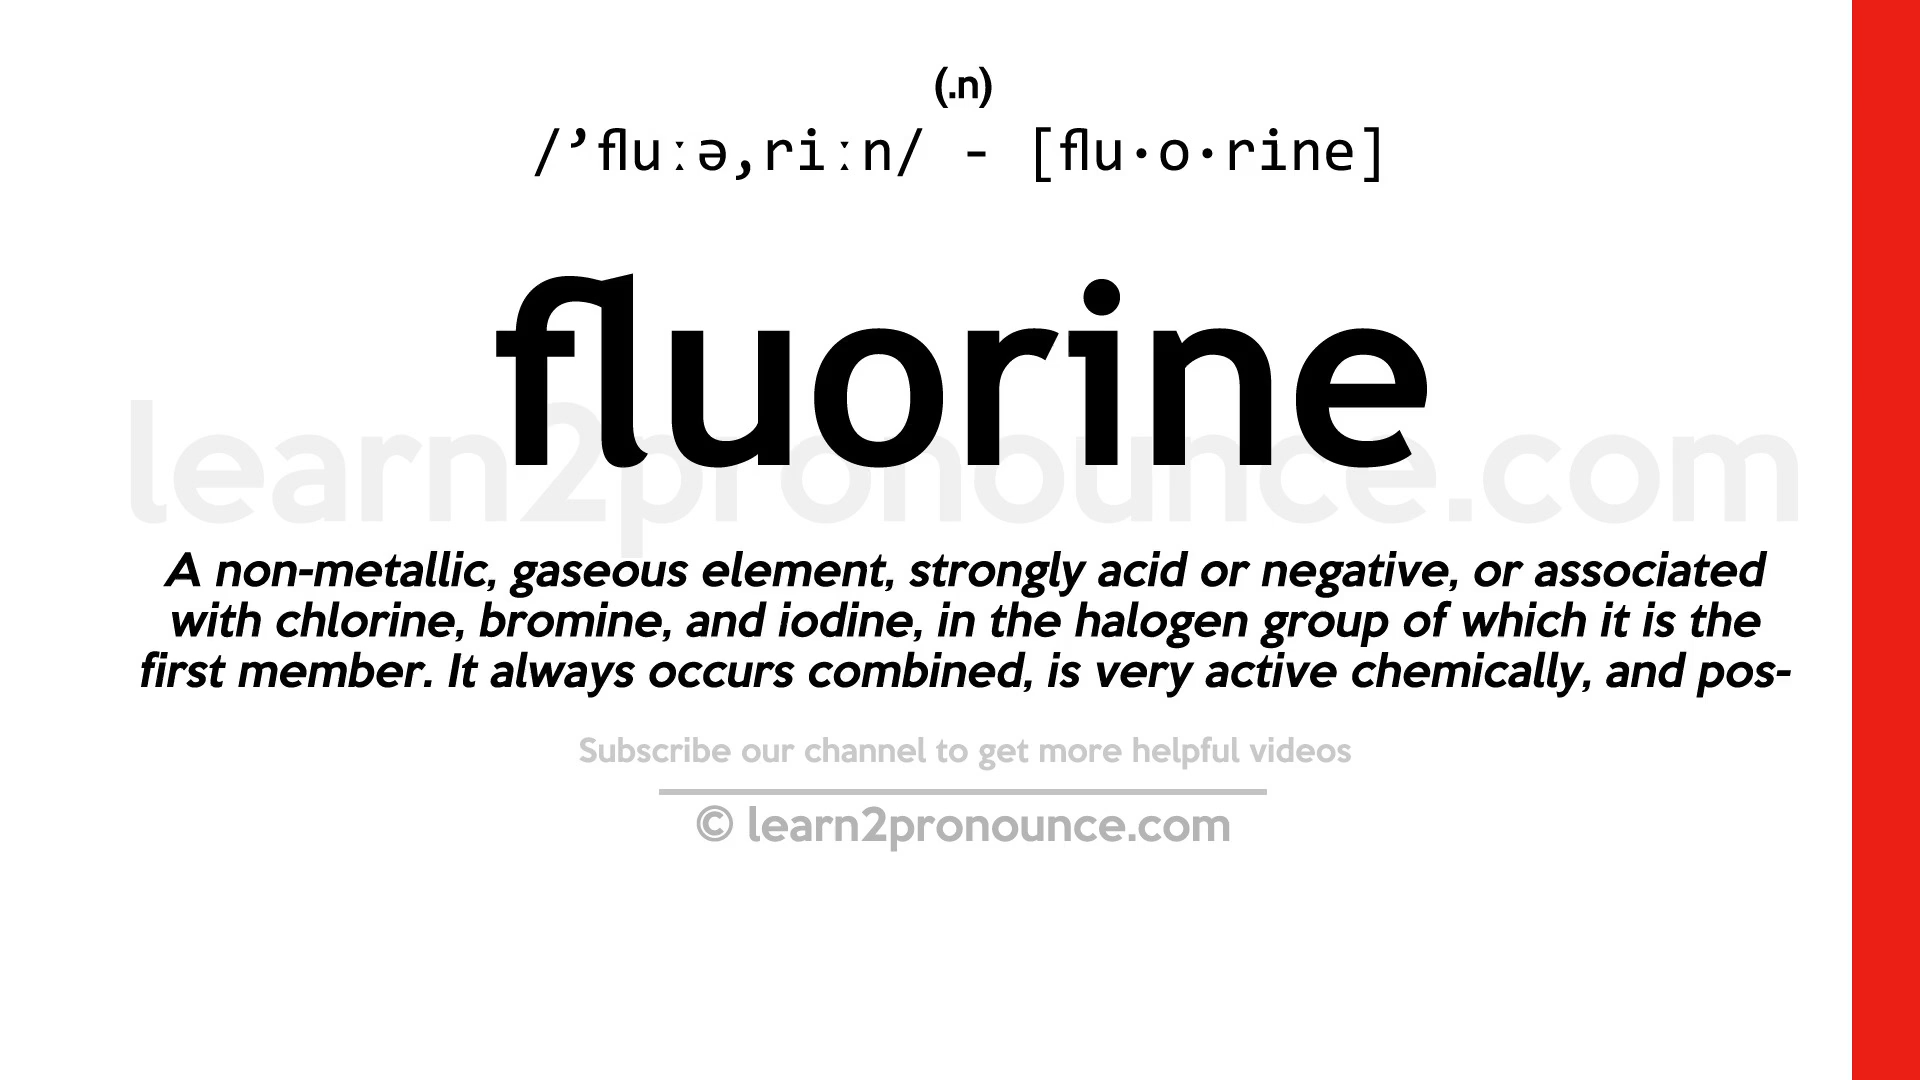 (.n)
/’fluːə,riːn/ - [flu·o·rine]
fluorine
learn2pronounce.com
A non-metallic, gaseous element, strongly acid or negative, or associated
with chlorine, bromine, and iodine, in the halogen group of which it is the
first member. It always occurs combined, is very active chemically, and pos-
Subscribe our channel to get more helpful videos
© learn2pronounce.com